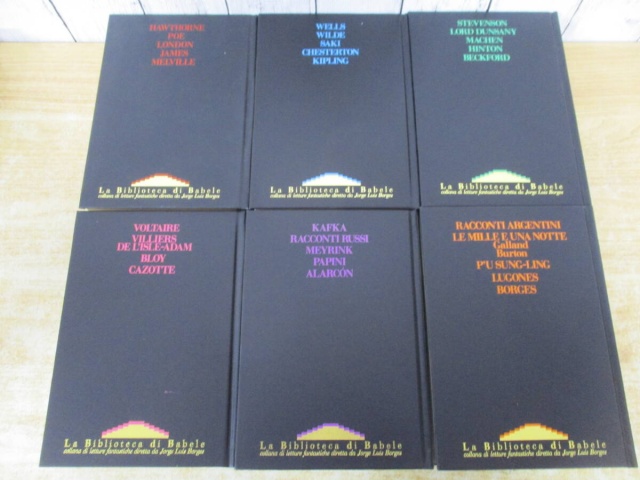 HAWTHORNE
POE
LONDON
JAMES
MELVILLE
La Biblioteca di Babele
collana di letture fantastiche diretta da Jorge Luis Borges
WELLS
WILDE
SAKI
CHESTERTON
KIPLING
La Biblioteca di Babele
collana di letture fantastiche diretta da Jorge Luis Borges
STEVENSON
LORD DUNSANY
MACHEN
HINTON
BECKFORD
La Biblioteca di Babele
collana di letture fantastiche diretta da Jorge Luis Borges
VOLTAIRE
VILLIERS
DE L'ISLE-ADAM
BLOY
CAZOTTE
La Biblioteca di Babele
collana di letture fantastiche diretta da Jorge Luis Borges
KAFKA
RACCONTI RUSSI
MEYRINK
PAPINI
ALARCÓN
La Biblioteca di Babele
collana di letture fantastiche diretta da Jorge Luis Borges
RACCONTI ARGENTINI
LE MILLE E UNA NOTTE
Galland
Burton
P'U SUNG-LING
LUGONES
BORGES
La Biblioteca di Babele
collana di letture fantastiche diretta da Jorge Luis Borges